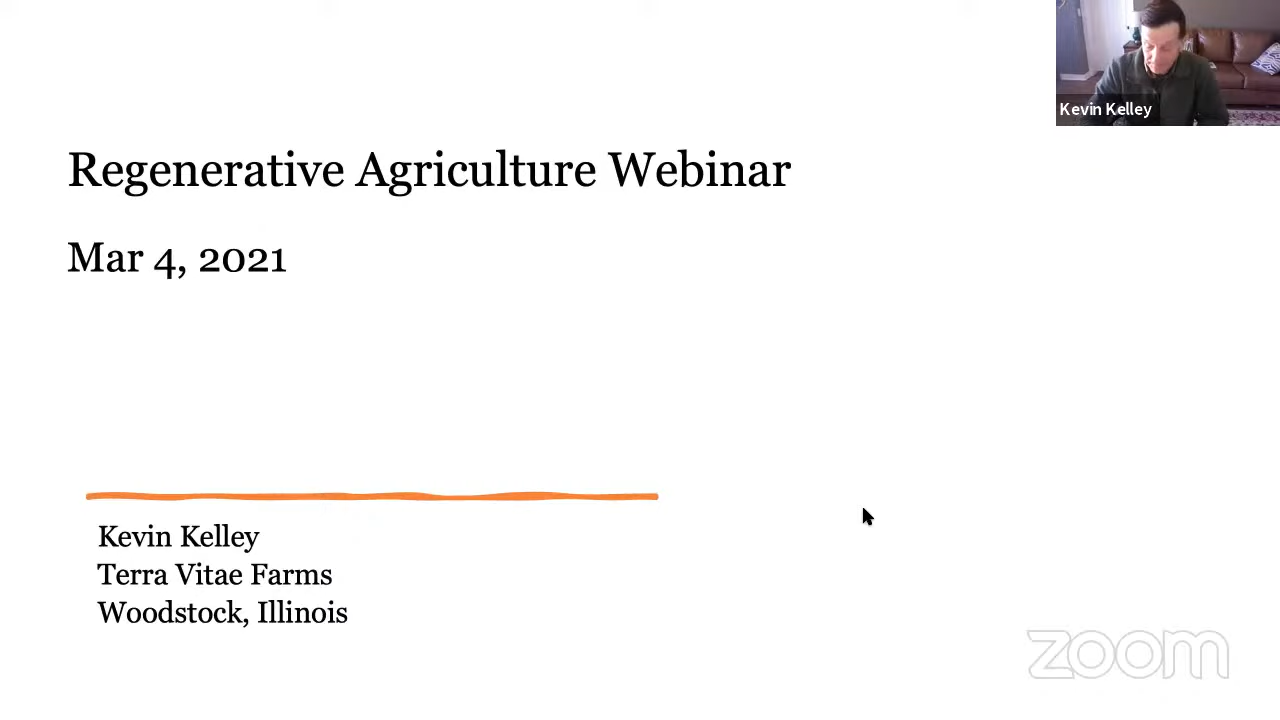 Kevin Kelley
Regenerative Agriculture Webinar
Mar 4, 2021
Kevin Kelley
Terra Vitae Farms
Woodstock, Illinois
zoom